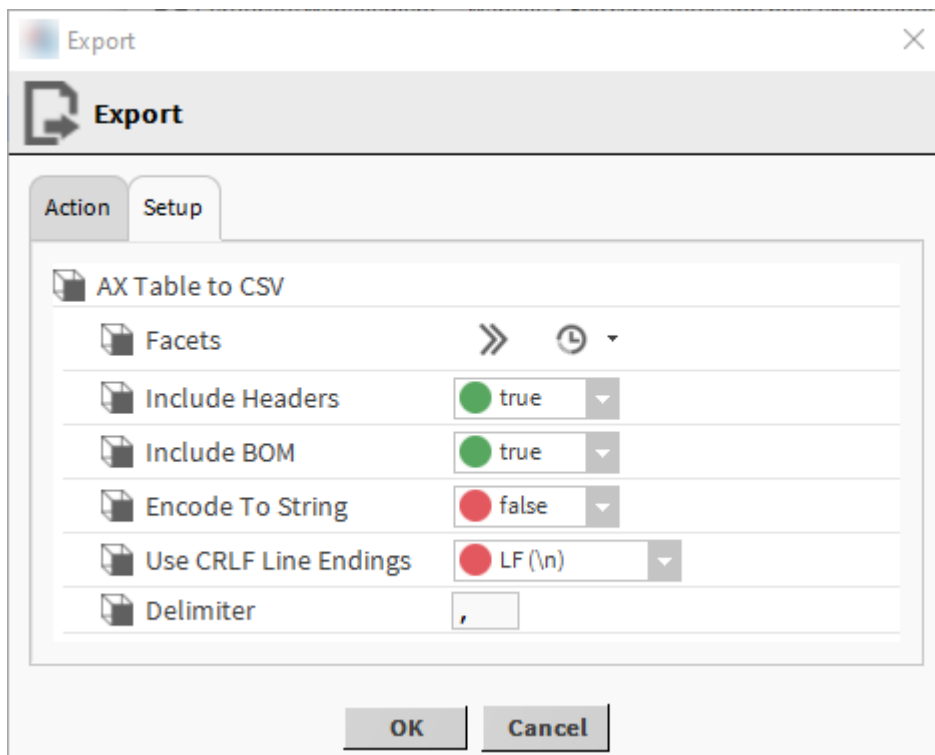 Export
Export
Action Setup
AX Table to CSV
Facets
Include Headers true
Include BOM true
Encode To String false
Use CRLF Line Endings LF (\n)
Delimiter ,
OK Cancel